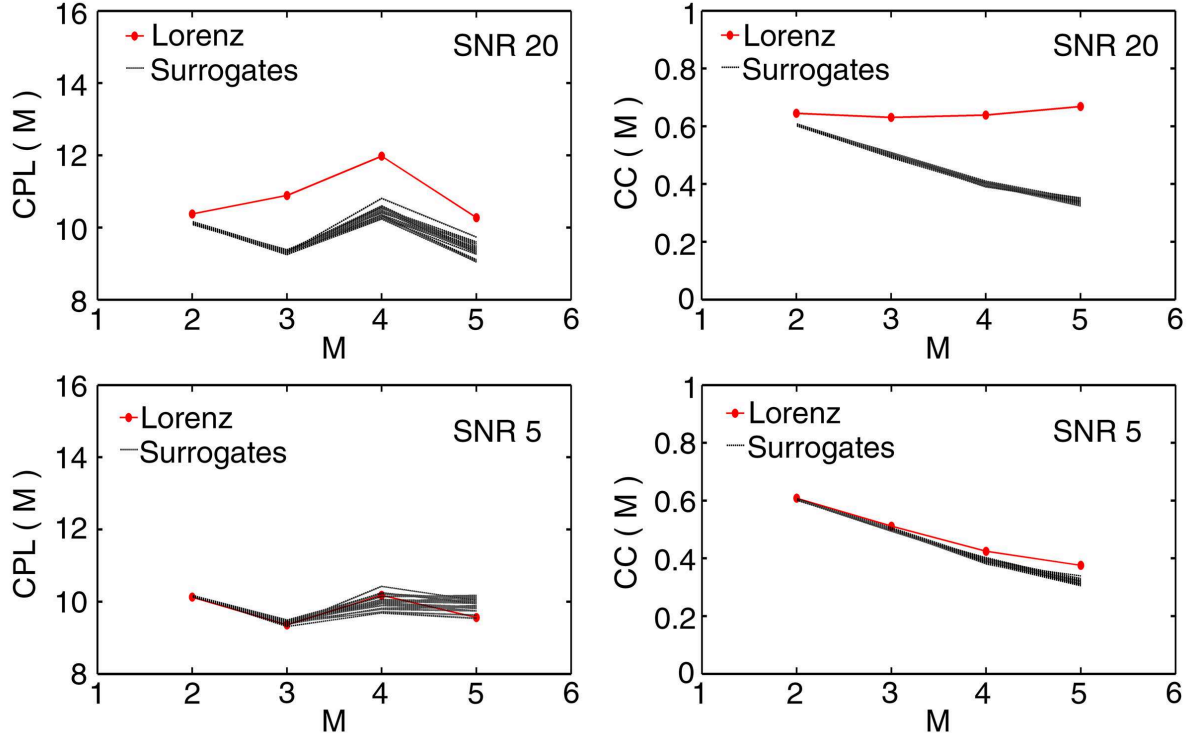 16
14
12
10
8
CPL ( M )
Lorenz
Surrogates
SNR 20
1 2 3 4 5 6
M
1
0.8
0.6
0.4
0.2
0
CC ( M )
Lorenz
Surrogates
SNR 20
1 2 3 4 5 6
M
16
14
12
10
8
CPL ( M )
Lorenz
Surrogates
SNR 5
1 2 3 4 5 6
M
1
0.8
0.6
0.4
0.2
0
CC ( M )
Lorenz
Surrogates
SNR 5
1 2 3 4 5 6
M